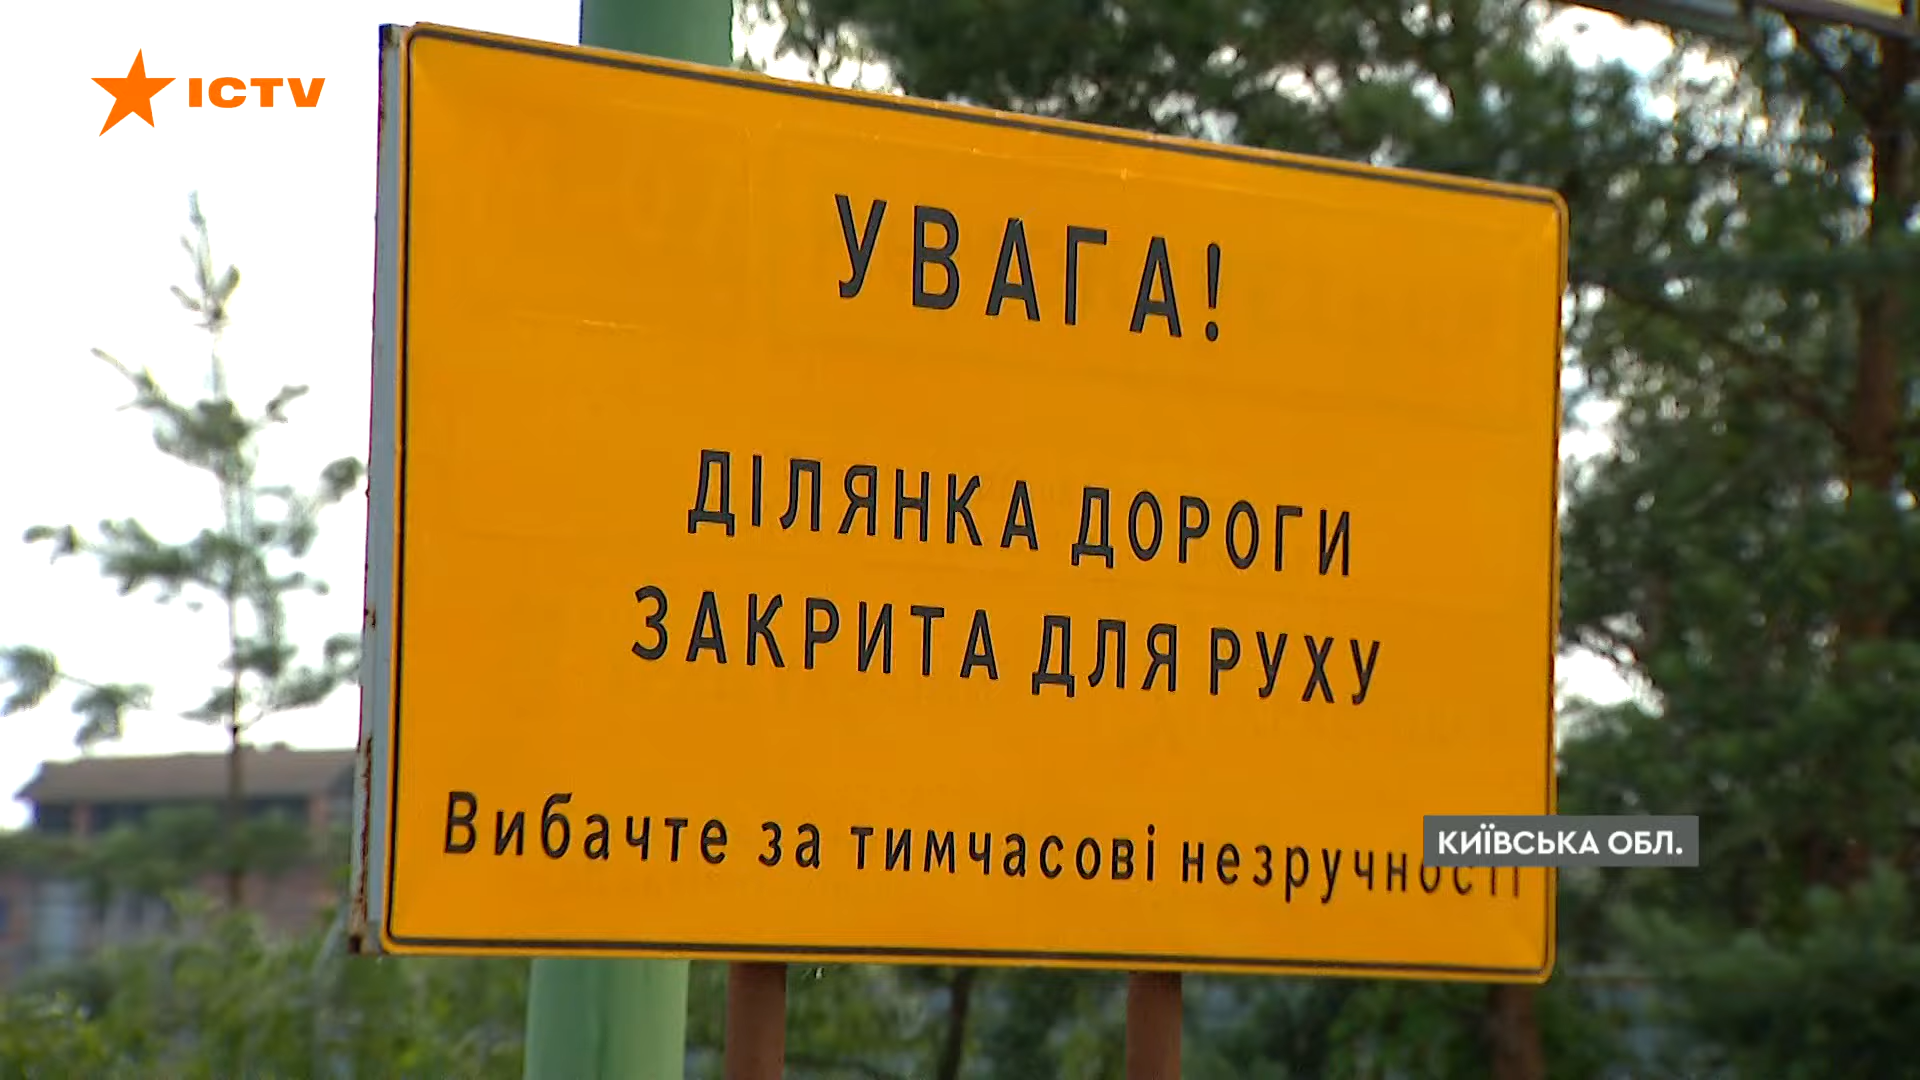 ICTV
УВАГА!
ДІЛЯНКА ДОРОГИ
ЗАКРИТА ДЛЯ РУХУ
Вибачте за тимчасові незручності
КИЇВСЬКА ОБЛ.